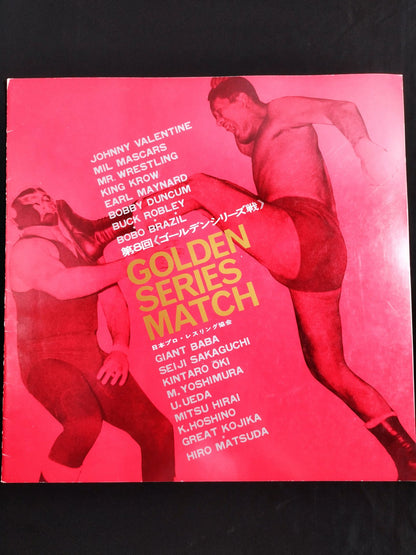 JOHNNY VALENTINE
MIL MASCARS
MR. WRESTLING
KING KROW
EARL MAYNARD
BOBBY DUNCUM
BUCK ROBLEY
BOBO BRAZIL
第8回〈ゴールデンシリーズ戦〉
GOLDEN
SERIES
MATCH
日本プロ・レスリング協会
GIANT BABA
SEIJI SAKAGUCHI
KINTARO ŌKI
M. YOSHIMURA
U. UEDA
MITSU HIRAI
K. HOSHINO
GREAT KOJIKA
HIRO MATSUDA